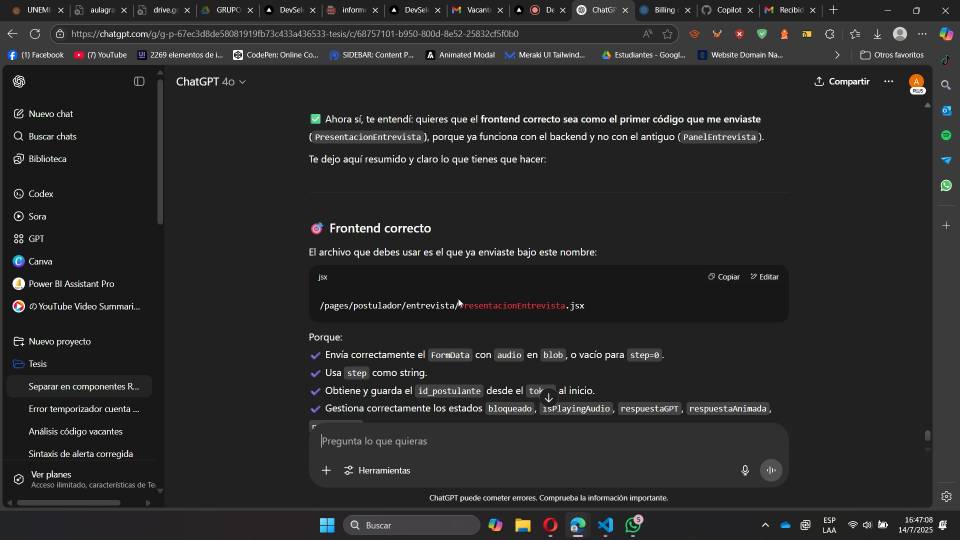 UNEMI
aulagra
drive.g
GRUPO
DevSel
inform
DevSel
Vacant
De
ChatG
Billing
Copilot
Recibid
https://chatgpt.com/g/g-p-67ec3d8de58081919fb73c433a436533-tesis/c/68757101-b950-800d-8e52-25832cf5f0b0
(1) Facebook
(7) YouTube
2269 elementos de i...
CodePen: Online Co...
SIDEBAR: Content P...
Animated Modal
Meraki UI Tailwind...
Estudiantes - Googl...
Website Domain Na...
Otros favoritos
ChatGPT 4o
Compartir
A
PLUS
Nuevo chat
Buscar chats
Biblioteca
Codex
Sora
GPT
Canva
Power BI Assistant Pro
の YouTube Video Summari...
Nuevo proyecto
Tesis
Separar en componentes R...
Error temporizador cuenta ...
Análisis código vacantes
Sintaxis de alerta corregida
Ver planes
Acceso ilimitado, características de Te
Ahora sí, te entendí: quieres que el frontend correcto sea como el primer código que me enviaste
(PresentacionEntrevista), porque ya funciona con el backend y no con el antiguo (PanelEntrevista).
Te dejo aquí resumido y claro lo que tienes que hacer:
Frontend correcto
El archivo que debes usar es el que ya enviaste bajo este nombre:
jsx
Copiar
Editar
/pages/postulador/entrevista/PresentacionEntrevista.jsx
Porque:
Envía correctamente el FormData con audio en blob, o vacío para step=0.
Usa step como string.
Obtiene y guarda el id_postulante desde el al inicio.
Gestiona correctamente los estados bloqueado, isPlayingAudio, respuestaGPT, respuestaAnimada,
Pregunta lo que quieras
Herramientas
ChatGPT puede cometer errores. Comprueba la información importante.
Buscar
5
ESP
LAA
16:47:08
14/7/2025